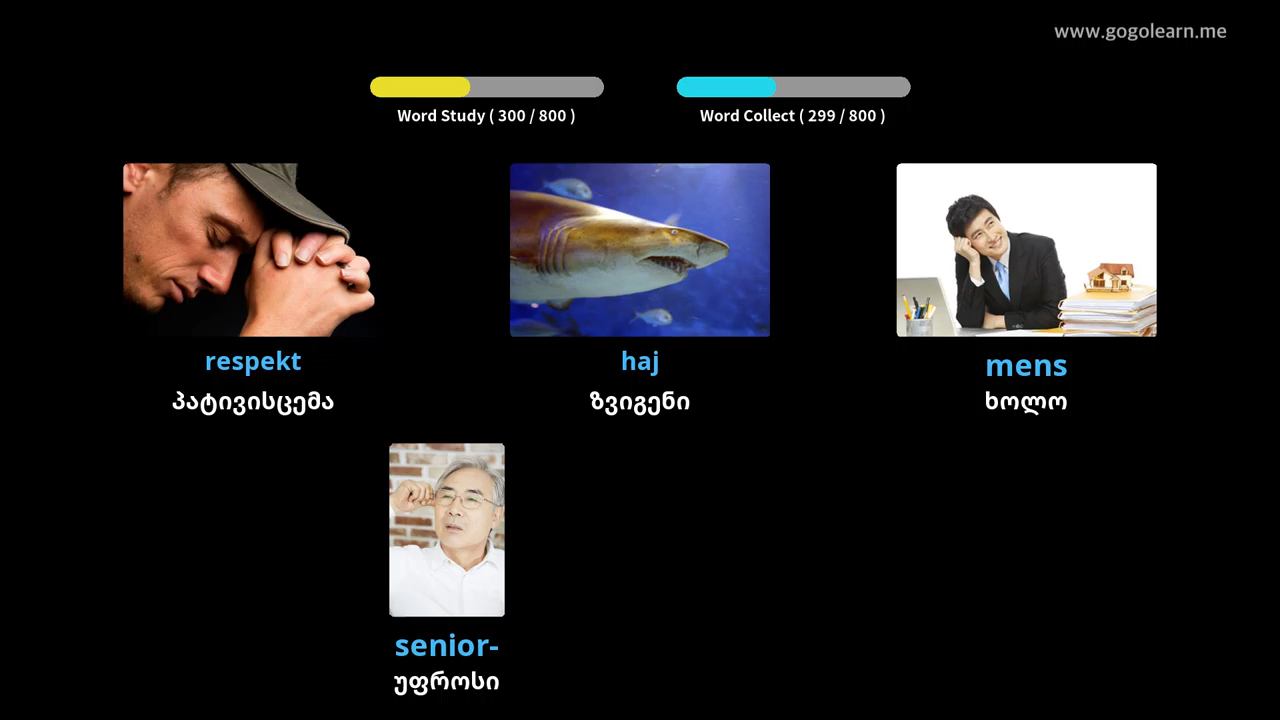 www.gogolearn.me
Word Study ( 300 / 800 )
Word Collect ( 299 / 800 )
respekt
პატივისცემა
haj
ზვიგენი
mens
ხოლო
senior-
უფროსი